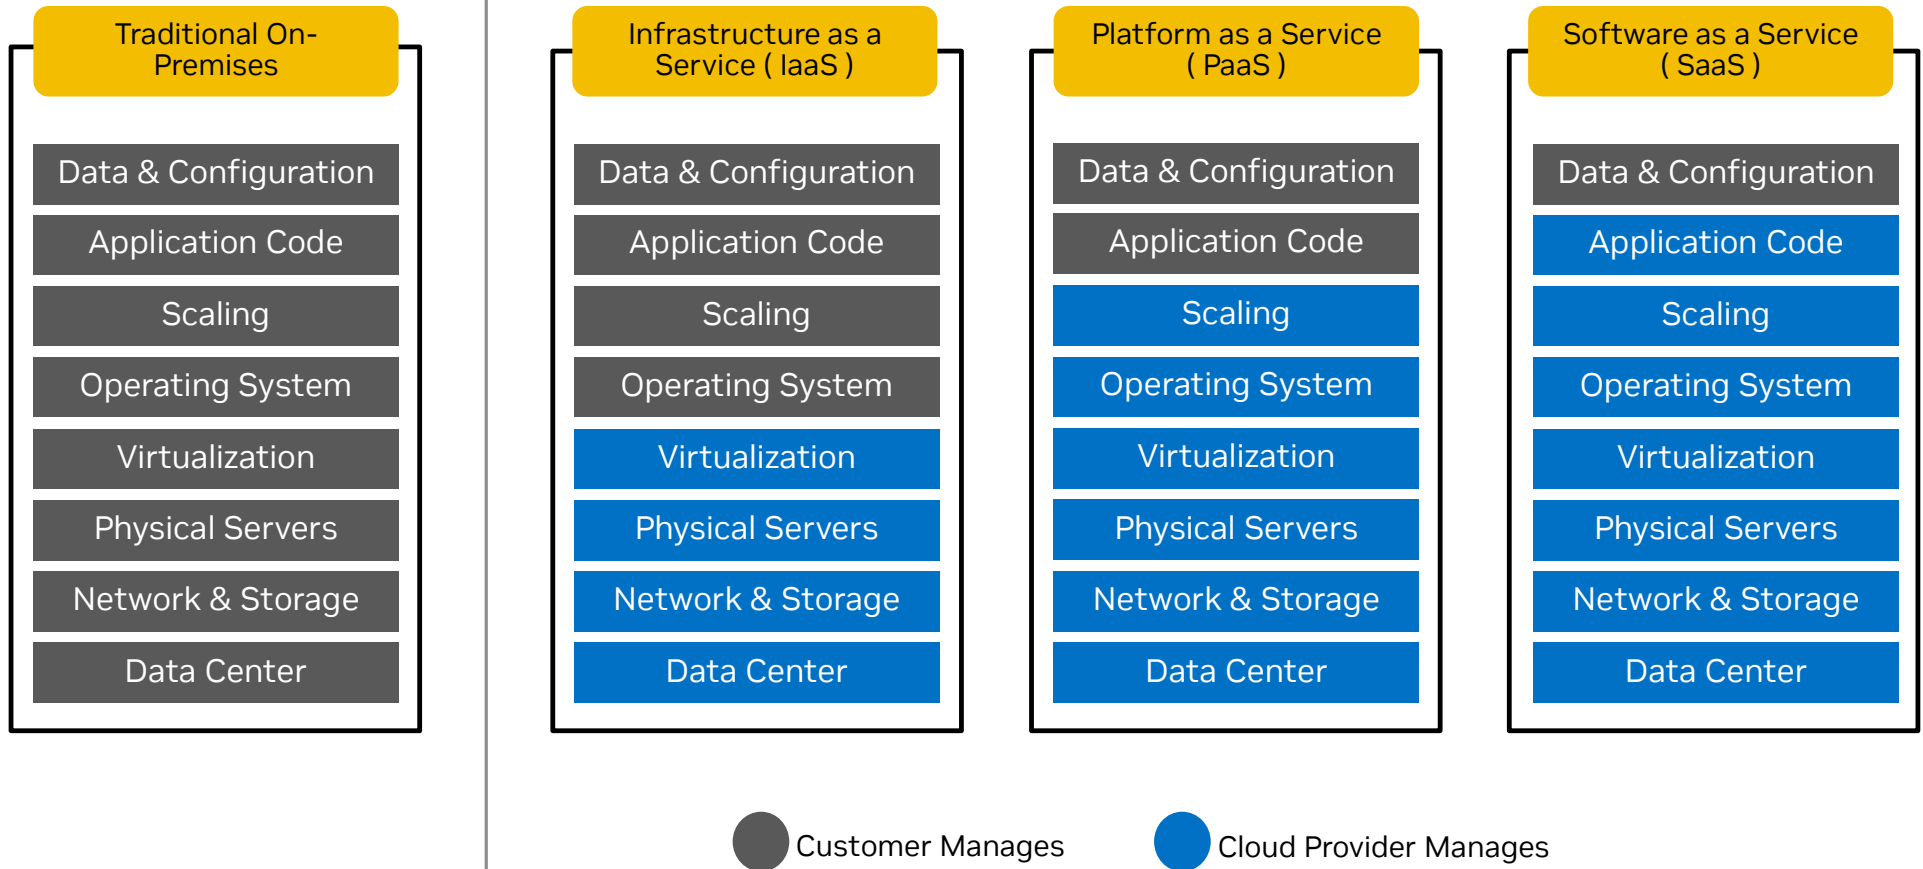 Traditional On-
Premises
Data & Configuration
Application Code
Scaling
Operating System
Virtualization
Physical Servers
Network & Storage
Data Center
Infrastructure as a
Service ( IaaS )
Data & Configuration
Application Code
Scaling
Operating System
Virtualization
Physical Servers
Network & Storage
Data Center
Platform as a Service
( PaaS )
Data & Configuration
Application Code
Scaling
Operating System
Virtualization
Physical Servers
Network & Storage
Data Center
Software as a Service
( SaaS )
Data & Configuration
Application Code
Scaling
Operating System
Virtualization
Physical Servers
Network & Storage
Data Center
Customer Manages
Cloud Provider Manages